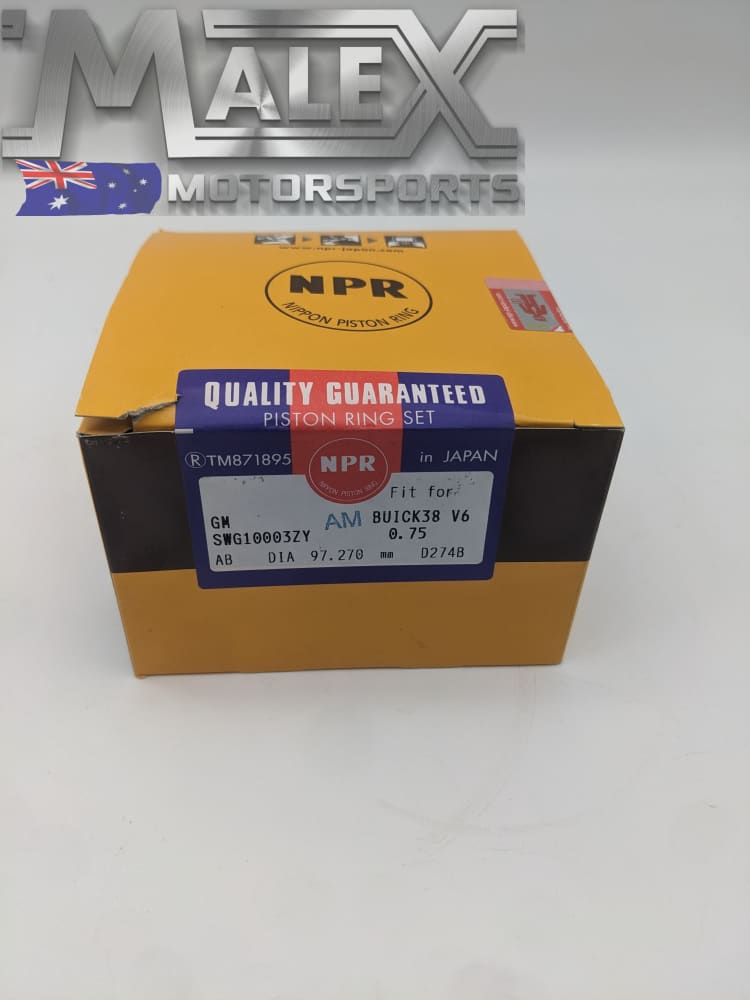 MALEX
MOTORSPORTS
NPR
NIPPON PISTON RING
QUALITY GUARANTEED
PISTON RING SET
®TM871895 NPR in JAPAN
NIPPON PISTON RING
Fit for
GM AM BUICK38 V6
SWG10003ZY 0.75
AB DIA 97.270 mm D274B